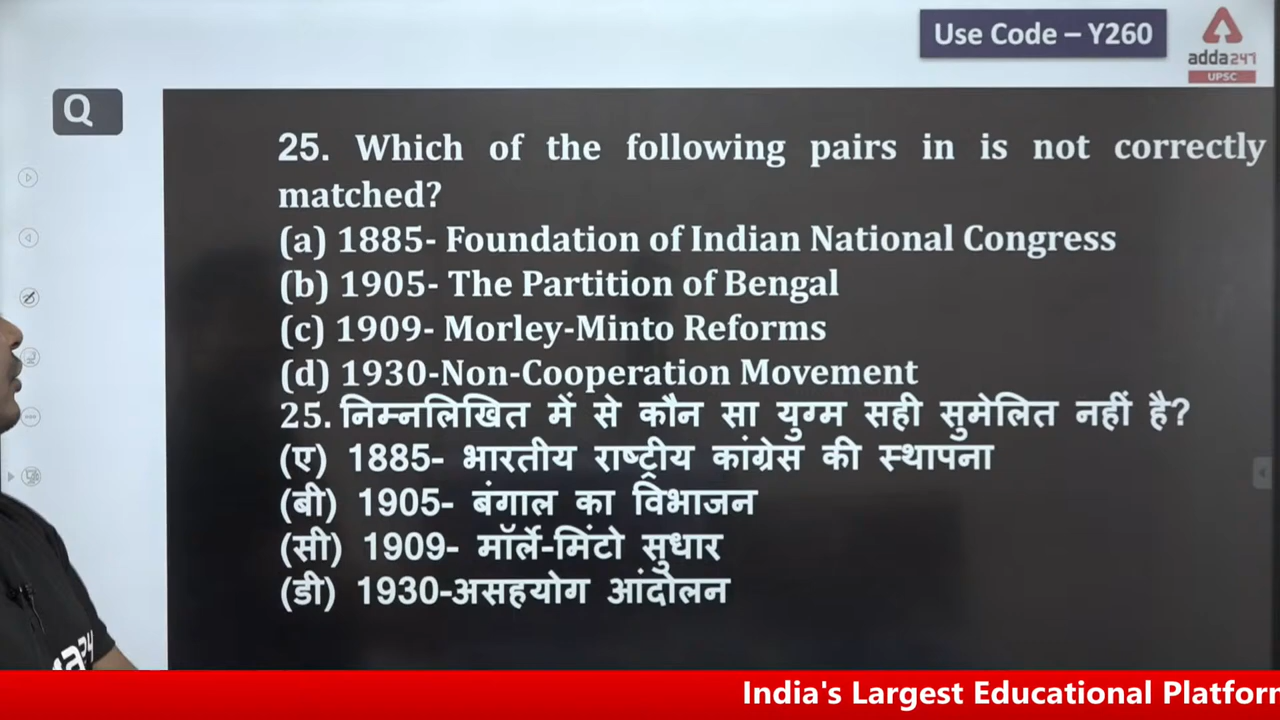 Use Code – Y260
adda247
UPSC
Q
25. Which of the following pairs in is not correctly
matched?
(a) 1885- Foundation of Indian National Congress
(b) 1905- The Partition of Bengal
(c) 1909- Morley-Minto Reforms
(d) 1930-Non-Cooperation Movement
25. निम्नलिखित में से कौन सा युग्म सही सुमेलित नहीं है?
(ए) 1885- भारतीय राष्ट्रीय कांग्रेस की स्थापना
(बी) 1905- बंगाल का विभाजन
(सी) 1909- मॉर्ले-मिंटो सुधार
(डी) 1930-असहयोग आंदोलन
India's Largest Educational Platform